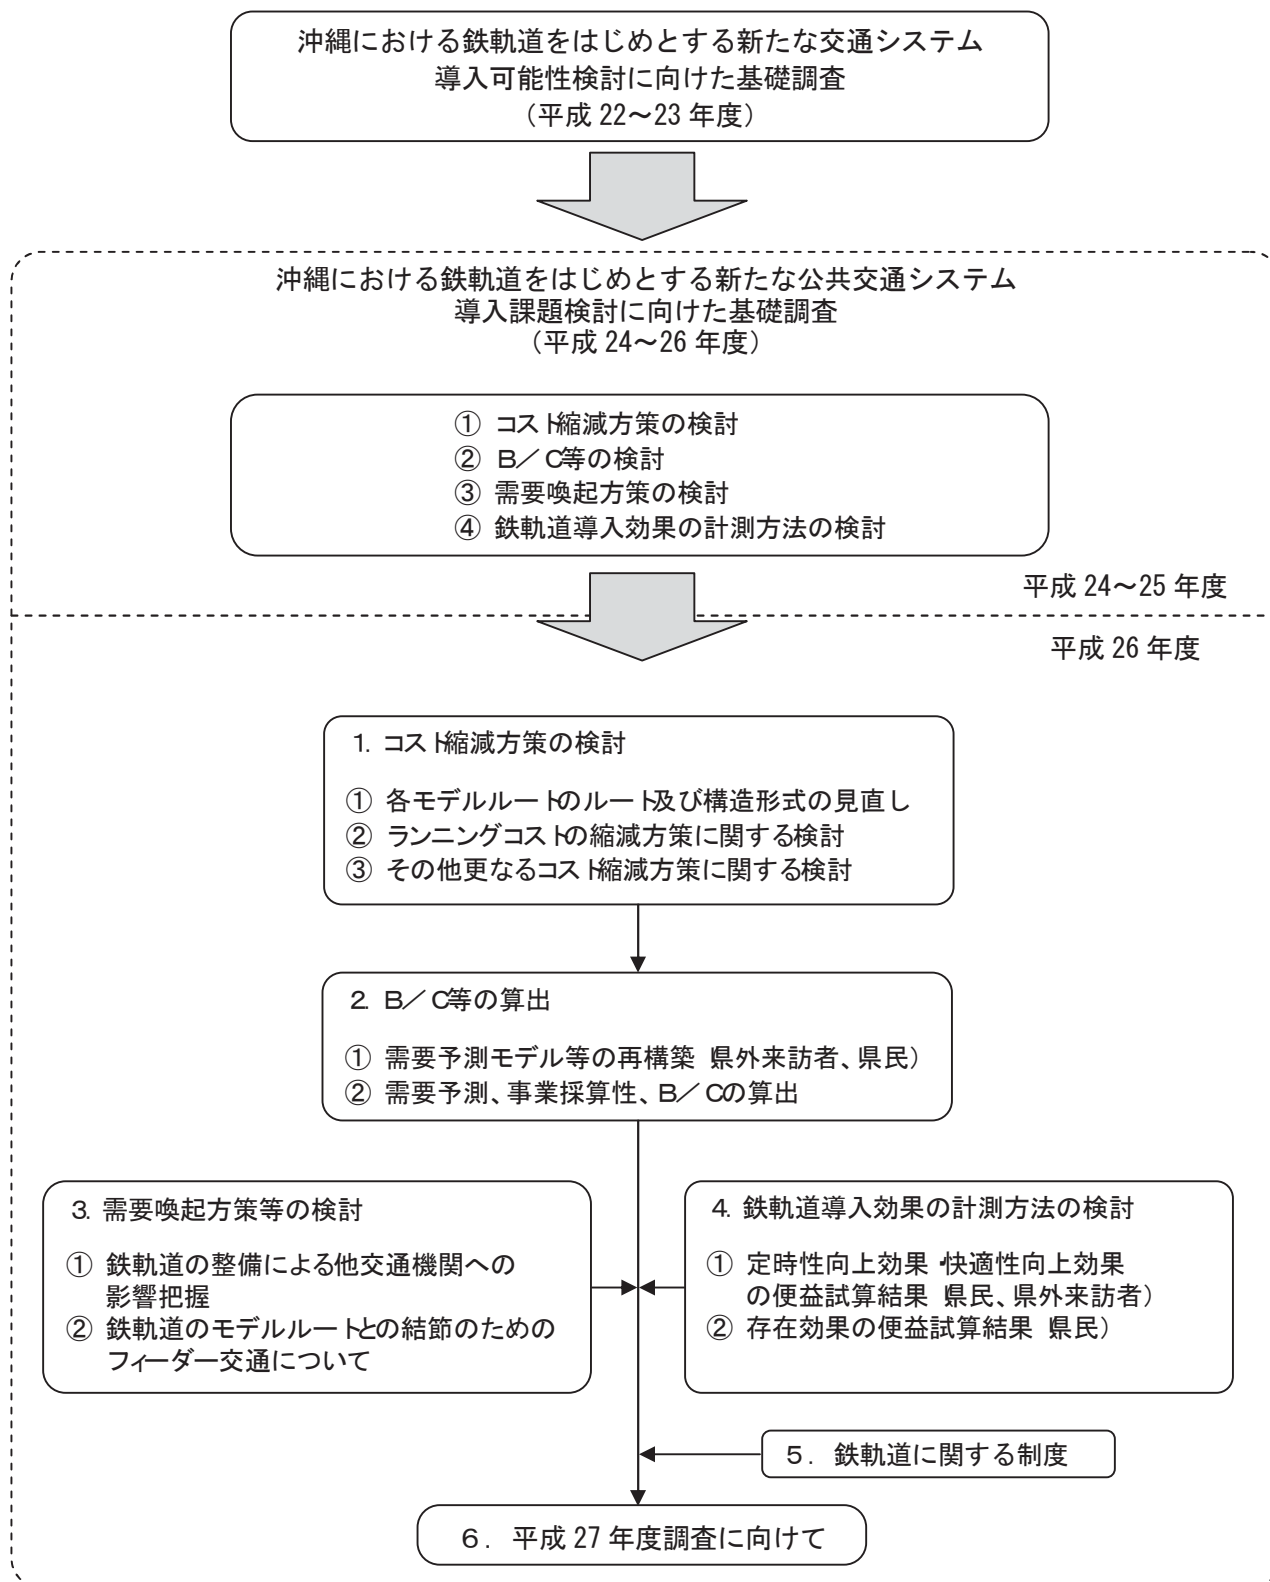 沖縄における鉄軌道をはじめとする新たな交通システム
導入可能性検討に向けた基礎調査
(平成 22~23 年度)
沖縄における鉄軌道をはじめとする新たな公共交通システム
導入課題検討に向けた基礎調査
(平成 24~26 年度)
① コスト縮減方策の検討
② B/C等の検討
③ 需要喚起方策の検討
④ 鉄軌道導入効果の計測方法の検討
平成 24~25 年度
平成 26 年度
1. コスト縮減方策の検討
① 各モデルルートのルート及び構造形式の見直し
② ランニングコストの縮減方策に関する検討
③ その他更なるコスト縮減方策に関する検討
2. B/C等の算出
① 需要予測モデル等の再構築(県外来訪者、県民)
② 需要予測、事業採算性、B/Cの算出
3. 需要喚起方策等の検討
① 鉄軌道の整備による他交通機関への
影響把握
② 鉄軌道のモデルルートとの結節のための
フィーダー交通について
4. 鉄軌道導入効果の計測方法の検討
① 定時性向上効果・快適性向上効果
の便益試算結果(県民、県外来訪者)
② 存在効果の便益試算結果(県民)
5. 鉄軌道に関する制度
6. 平成 27 年度調査に向けて